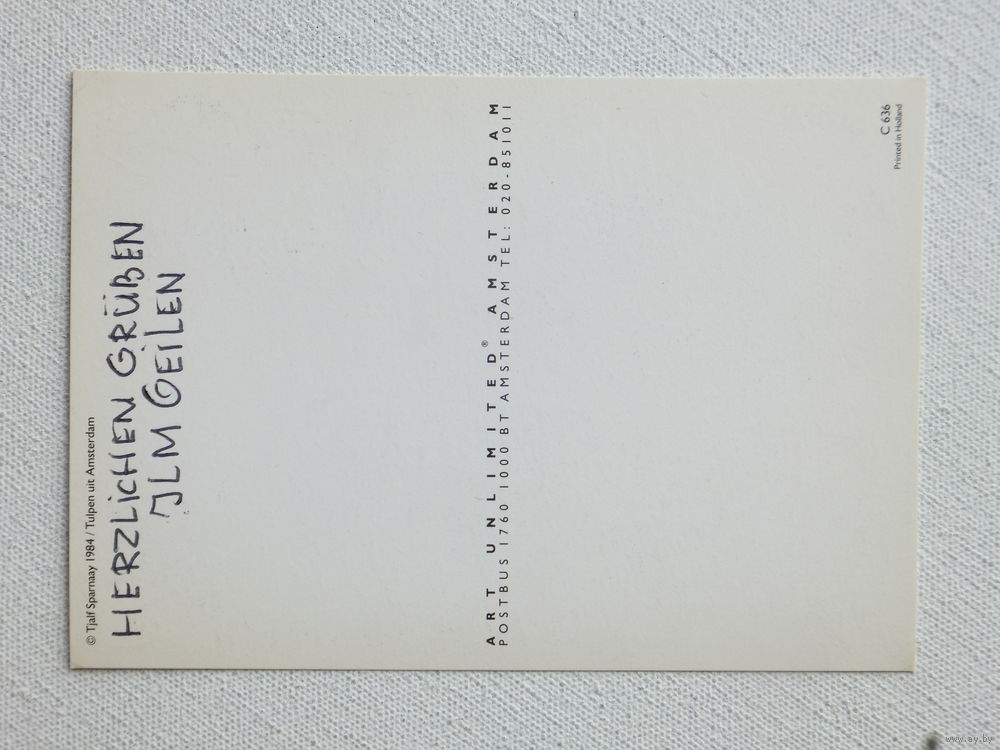 © Tjalf Sparnaay 1984 / Tulpen uit Amsterdam
HERZLICHEN GRÜßEN
JLM GEILEN
ART UNLIMITED® AMSTERDAM
POSTBUS 1760 1000 BT AMSTERDAM TEL: 020-851011
C 636
Printed in Holland
www.ay.by